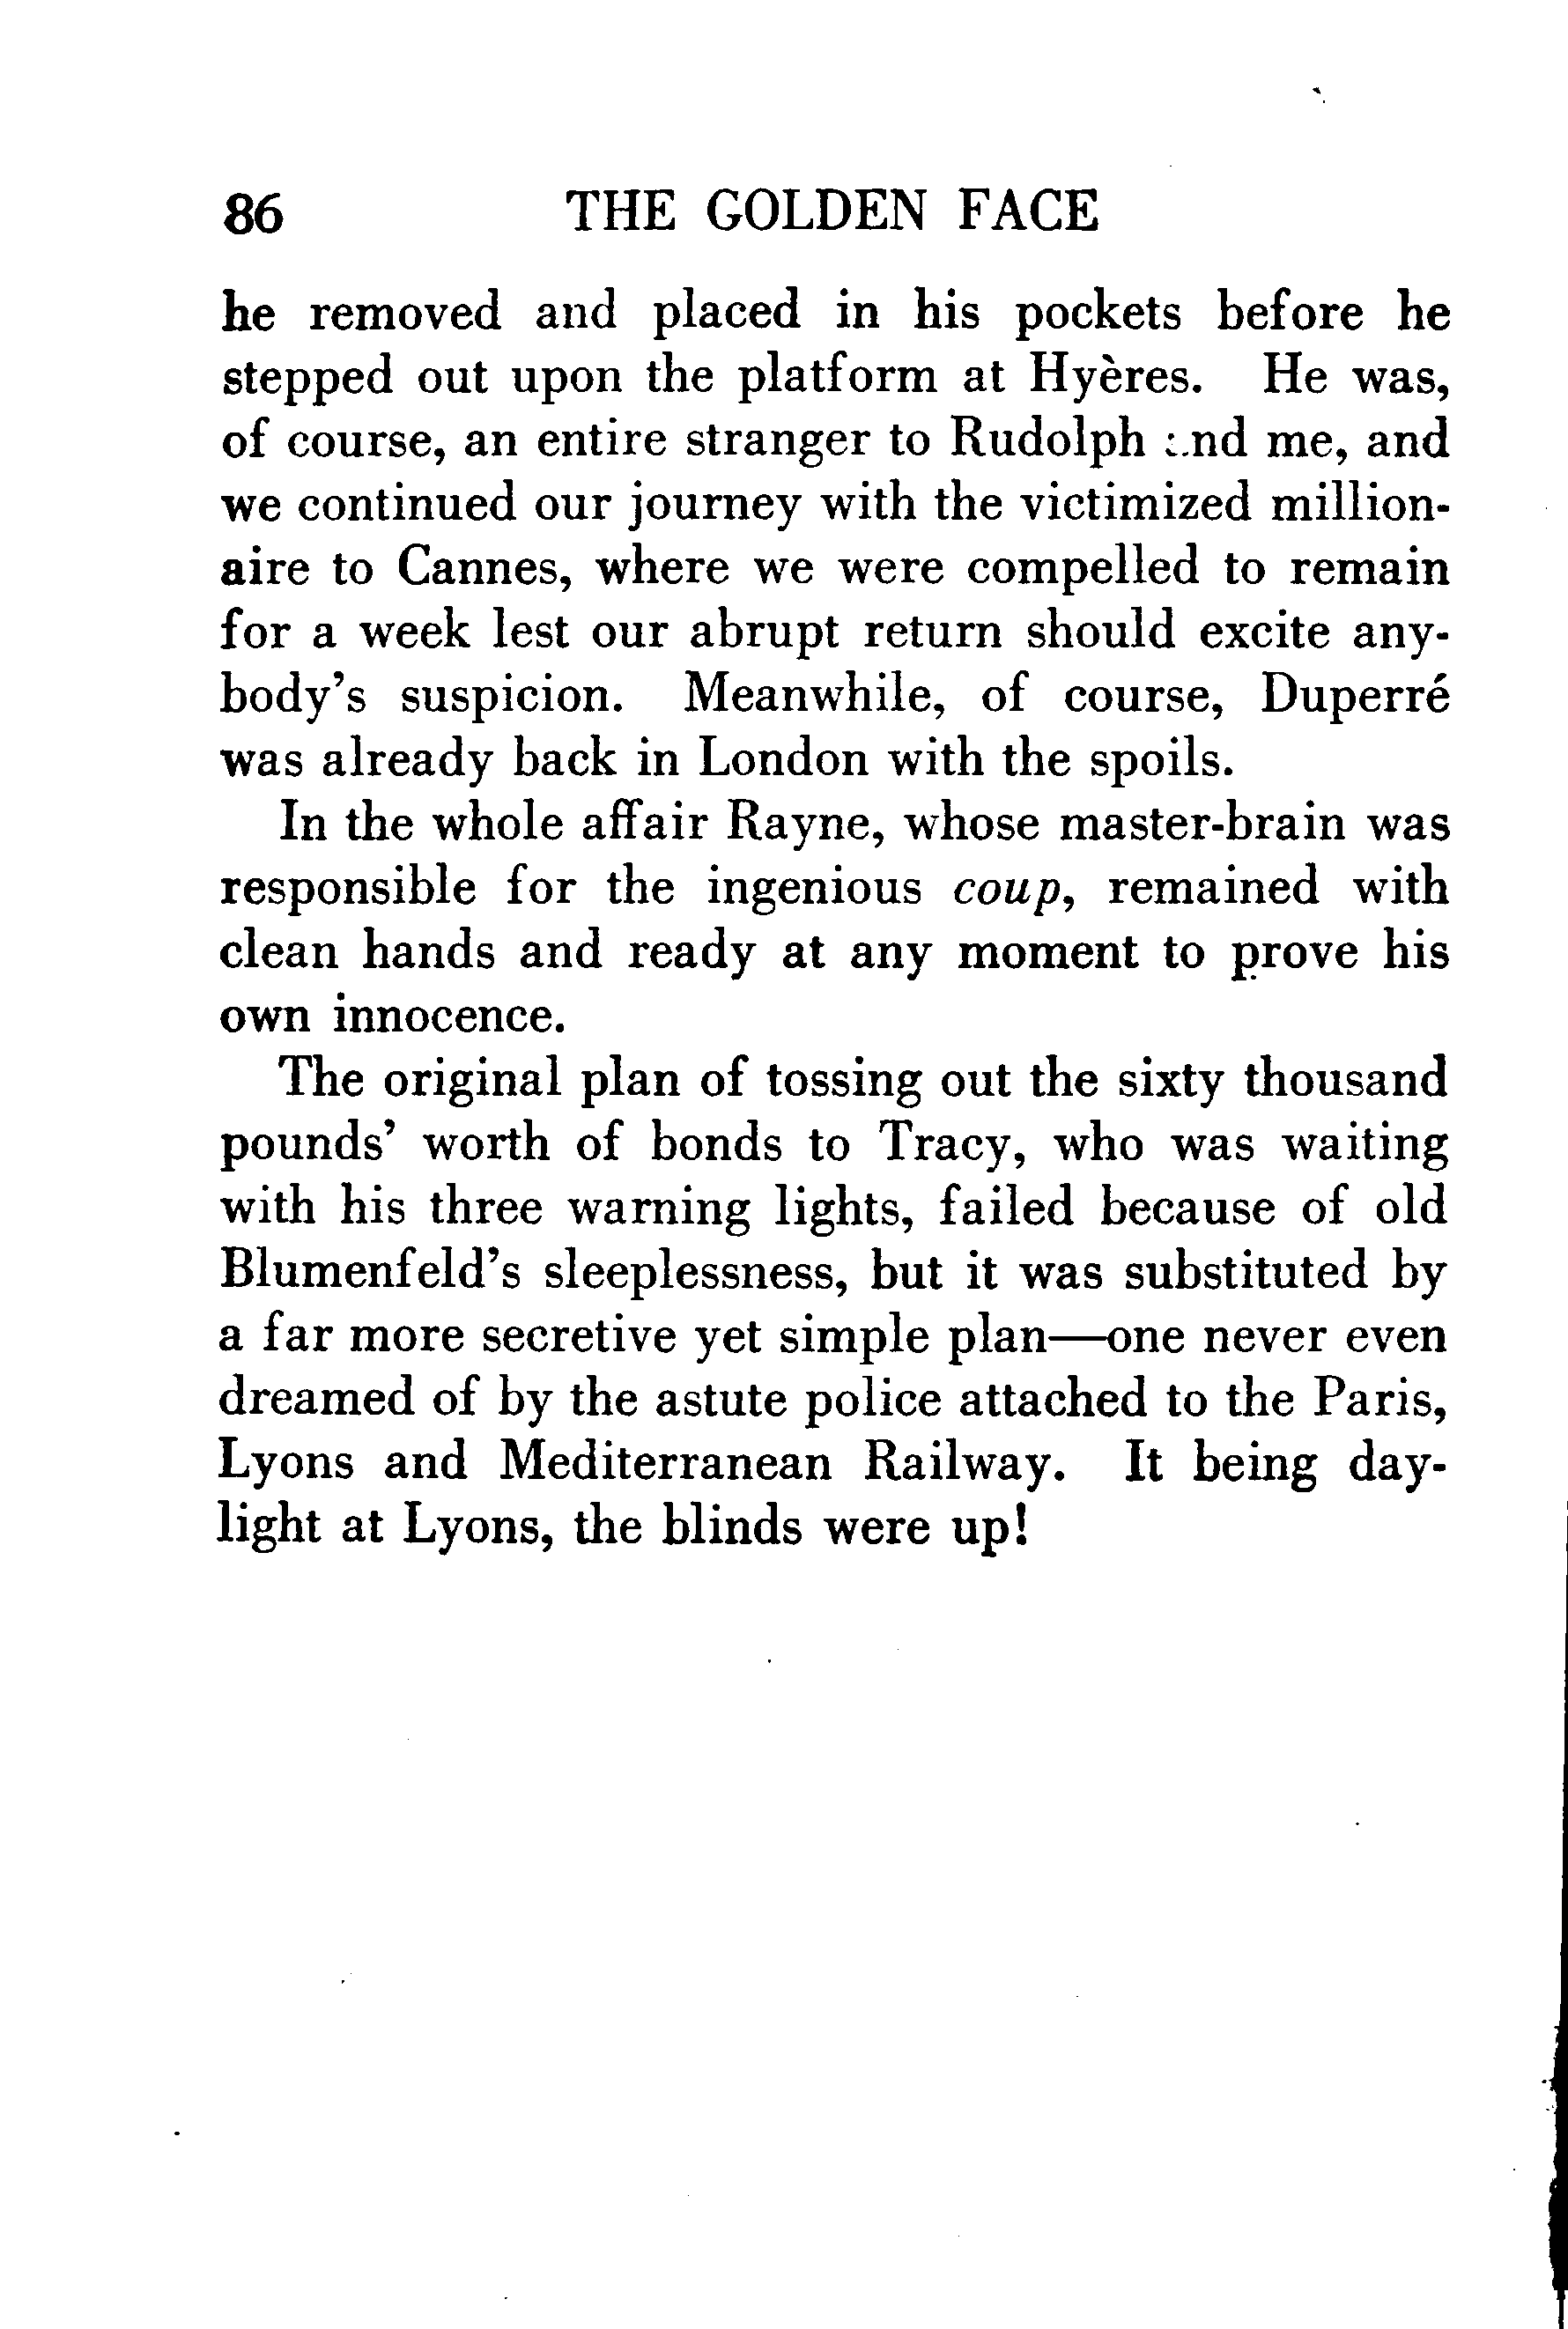 86 THE GOLDEN FACE
he removed and placed in his pockets before he
stepped out upon the platform at Hyères. He was,
of course, an entire stranger to Rudolph and me, and
we continued our journey with the victimized million-
aire to Cannes, where we were compelled to remain
for a week lest our abrupt return should excite any-
body's suspicion. Meanwhile, of course, Duperré
was already back in London with the spoils.
In the whole affair Rayne, whose master-brain was
responsible for the ingenious coup, remained with
clean hands and ready at any moment to prove his
own innocence.
The original plan of tossing out the sixty thousand
pounds' worth of bonds to Tracy, who was waiting
with his three warning lights, failed because of old
Blumenfeld's sleeplessness, but it was substituted by
a far more secretive yet simple plan—one never even
dreamed of by the astute police attached to the Paris,
Lyons and Mediterranean Railway. It being day-
light at Lyons, the blinds were up!